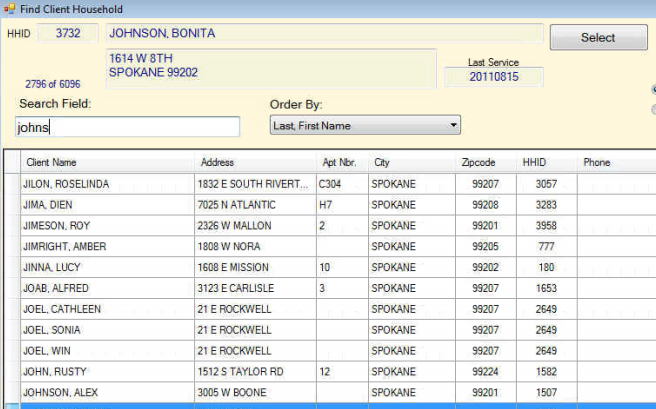 Find Client Household
HHID 3732 JOHNSON, BONITA Select
1614 W 8TH
SPOKANE 99202
Last Service
20110815
2796 of 6096
Search Field: Order By:
johns Last, First Name
Client Name Address Apt Nbr. City Zipcode HHID Phone
JILON, ROSELINDA 1832 E SOUTH RIVERT... C304 SPOKANE 99207 3057
JIMA, DIEN 7025 N ATLANTIC H7 SPOKANE 99208 3283
JIMESON, ROY 2326 W MALLON 2 SPOKANE 99201 3958
JIMRIGHT, AMBER 1808 W NORA SPOKANE 99205 777
JINNA, LUCY 1608 E MISSION 10 SPOKANE 99202 180
JOAB, ALFRED 3123 E CARLISLE 3 SPOKANE 99207 1653
JOEL, CATHLEEN 21 E ROCKWELL SPOKANE 99207 2649
JOEL, SONIA 21 E ROCKWELL SPOKANE 99207 2649
JOEL, WIN 21 E ROCKWELL SPOKANE 99207 2649
JOHN, RUSTY 1512 S TAYLOR RD 12 SPOKANE 99224 1582
JOHNSON, ALEX 3005 W BOONE SPOKANE 99201 1507